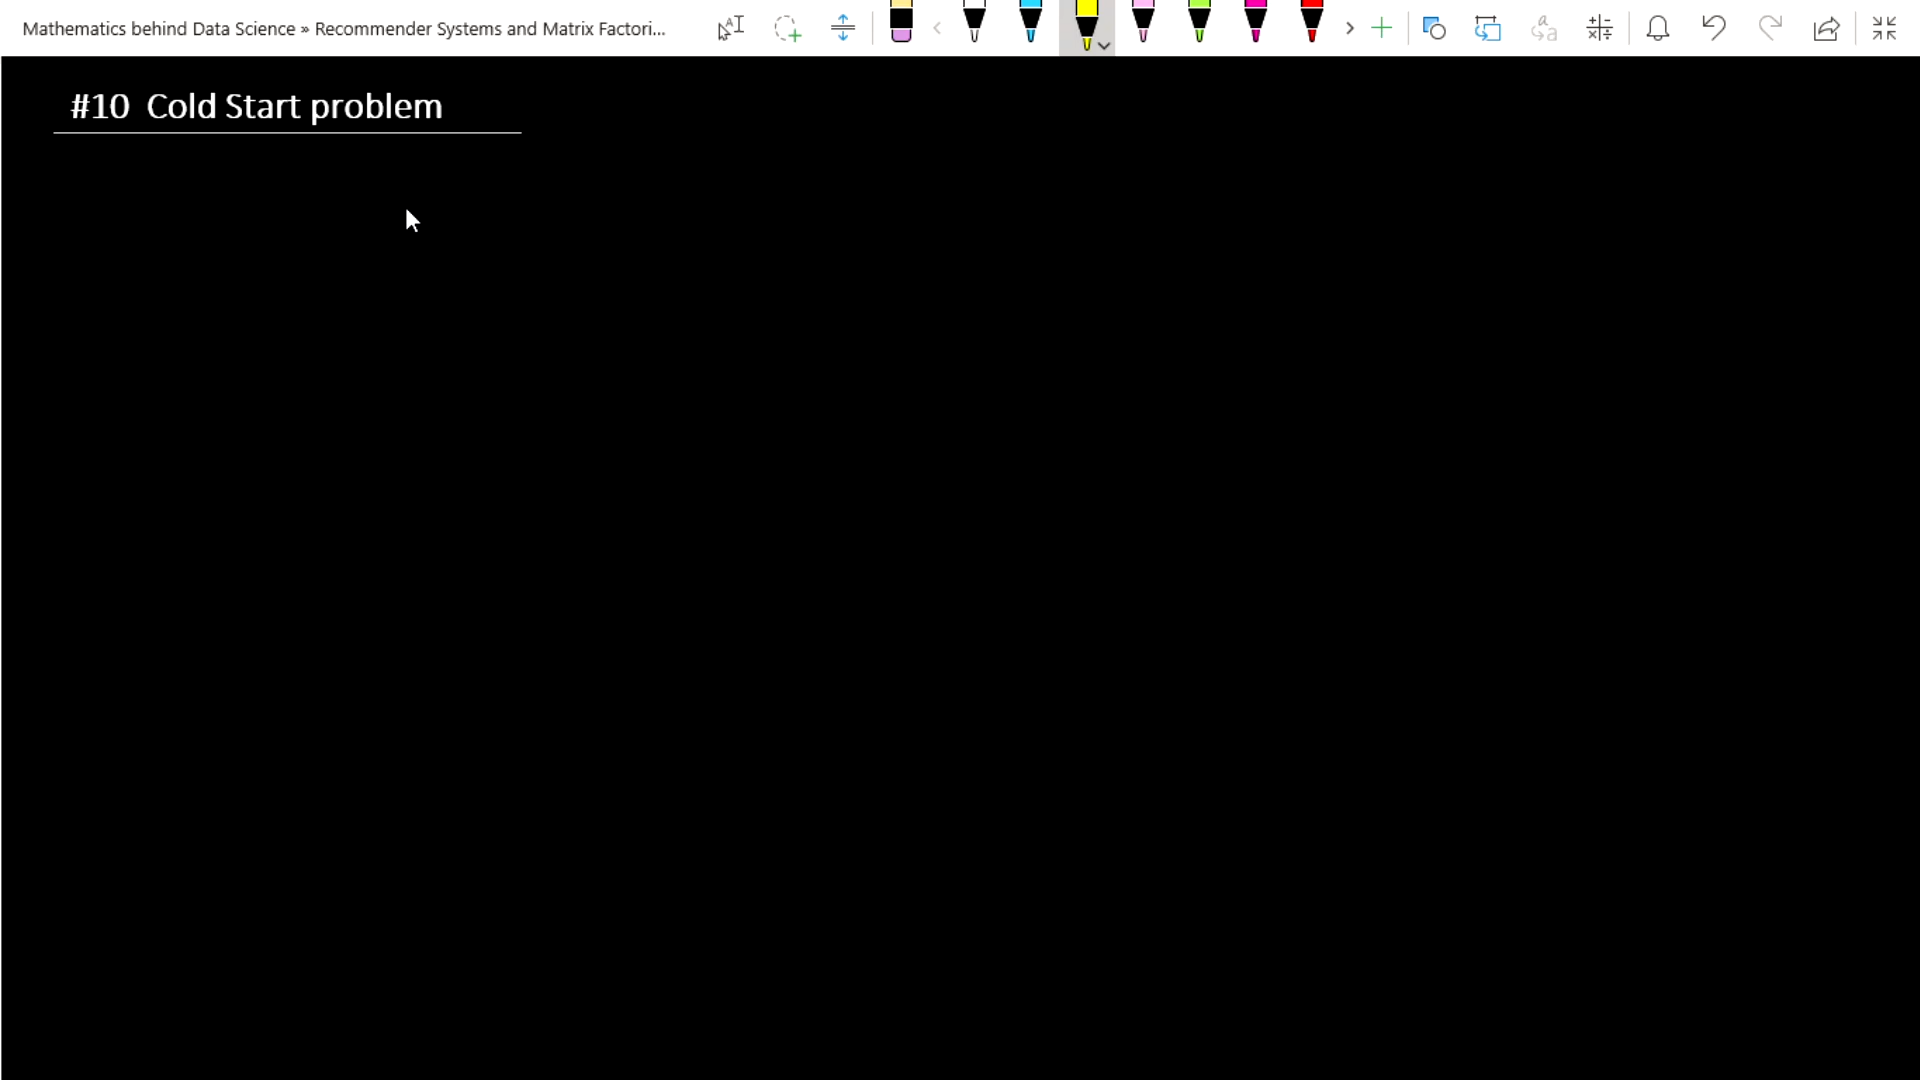 Mathematics behind Data Science » Recommender Systems and Matrix Factori...
#10 Cold Start problem